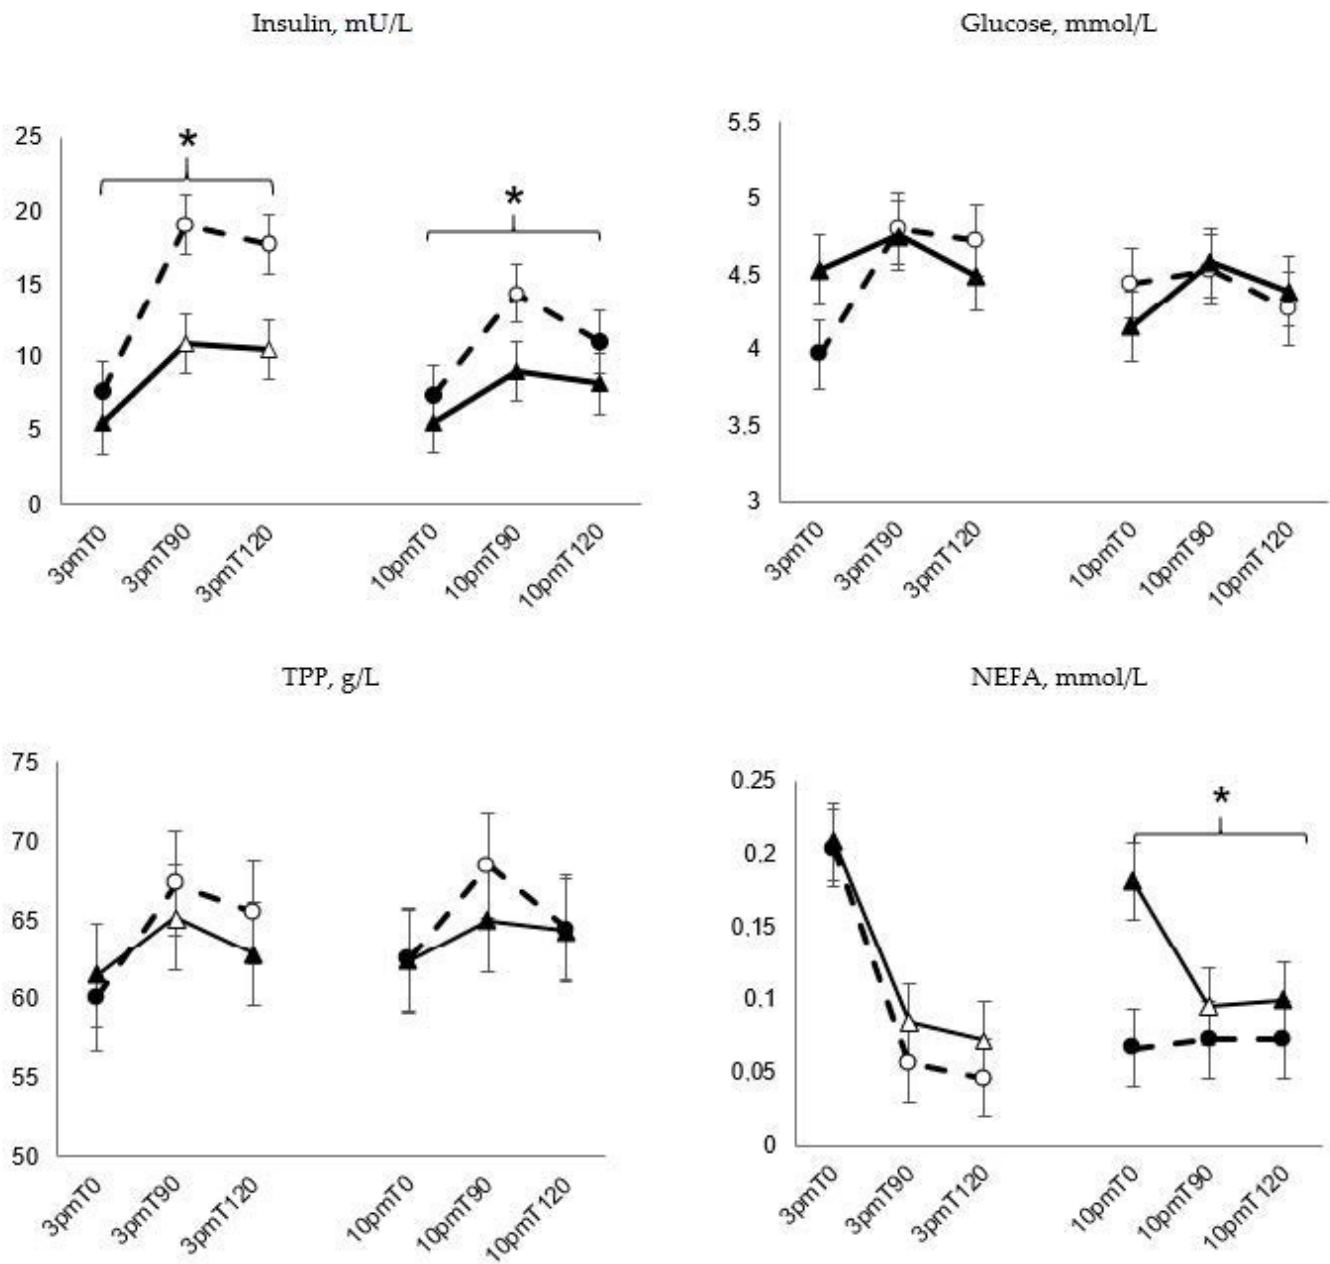 Insulin, mU/L
25
20
15
10
5
0
*
*
3pmT0
3pmT90
3pmT120
10pmT0
10pmT90
10pmT120
Glucose, mmol/L
5.5
5
4.5
4
3.5
3
3pmT0
3pmT90
3pmT120
10pmT0
10pmT90
10pmT120
TPP, g/L
75
70
65
60
55
50
3pmT0
3pmT90
3pmT120
10pmT0
10pmT90
10pmT120
NEFA, mmol/L
0.25
0.2
0.15
0.1
0.05
0
*
3pmT0
3pmT90
3pmT120
10pmT0
10pmT90
10pmT120